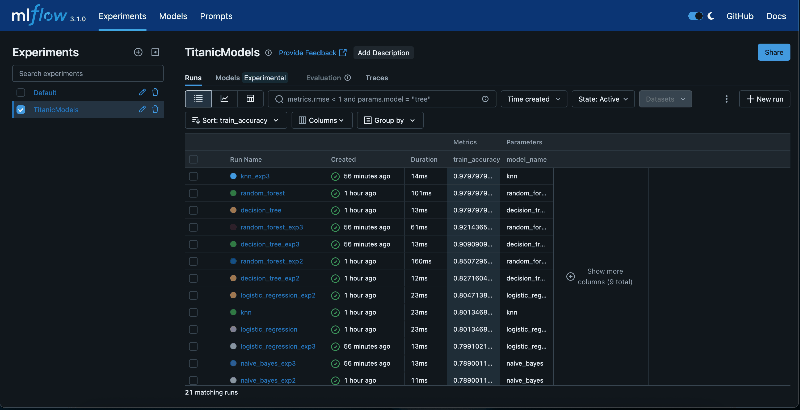 mlflow 3.1.0 Experiments Models Prompts GitHub Docs
Experiments
Search experiments
Default
TitanicModels
TitanicModels Provide Feedback Add Description Share
Runs Models Experimental Evaluation Traces
metrics.rmse < 1 and params.model = "tree" Time created State: Active Datasets New run
Sort: train_accuracy Columns Group by
Metrics Parameters
Run Name Created Duration train_accuracy model_name
knn_exp3 56 minutes ago 14ms 0.9797979... knn
random_forest 1 hour ago 101ms 0.9797979... random_for...
decision_tree 1 hour ago 13ms 0.9797979... decision_tr...
random_forest_exp3 56 minutes ago 61ms 0.9214365... random_for...
decision_tree_exp3 56 minutes ago 13ms 0.9090909... decision_tr...
random_forest_exp2 1 hour ago 160ms 0.8507295... random_for...
decision_tree_exp2 1 hour ago 12ms 0.8271604... decision_tr...
logistic_regression_exp2 1 hour ago 23ms 0.8047138... logistic_reg...
knn 1 hour ago 13ms 0.8013468... knn
logistic_regression 1 hour ago 23ms 0.8013468... logistic_reg...
logistic_regression_exp3 56 minutes ago 13ms 0.7991021... logistic_reg...
naive_bayes_exp3 56 minutes ago 23ms 0.7890011... naive_bayes
naive_bayes_exp2 1 hour ago 11ms 0.7890011... naive_bayes
Show more
columns (9 total)
21 matching runs